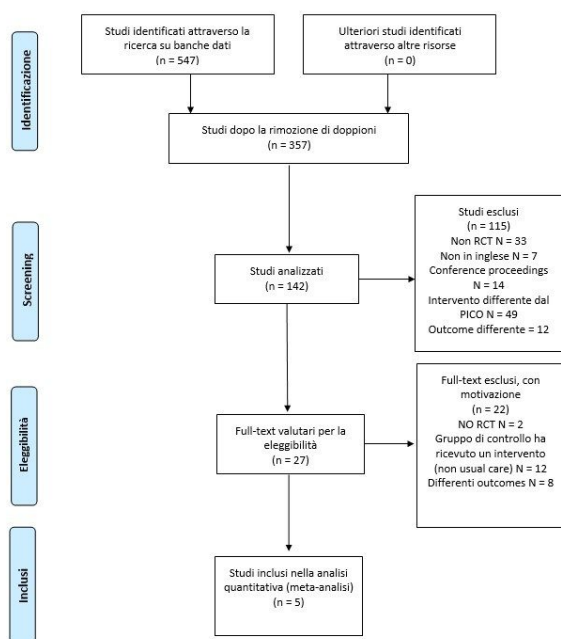 Identificazione
Studi identificati attraverso la
ricerca su banche dati
(n = 547)
Ulteriori studi identificati
attraverso altre risorse
(n = 0)
Studi dopo la rimozione di doppioni
(n = 357)
Screening
Studi analizzati
(n = 142)
Studi esclusi
(n = 115)
Non RCT N = 33
Non in inglese N = 7
Conference proceedings
N = 14
Intervento differente dal
PICO N = 49
Outcome differente = 12
Eleggibilità
Full-text valutari per la
eleggibilità
(n = 27)
Full-text esclusi, con
motivazione
(n = 22)
NO RCT N = 2
Gruppo di controllo ha
ricevuto un intervento
(non usual care) N = 12
Differenti outcomes N = 8
Inclusi
Studi inclusi nella analisi
quantitativa (meta-analisi)
(n = 5)